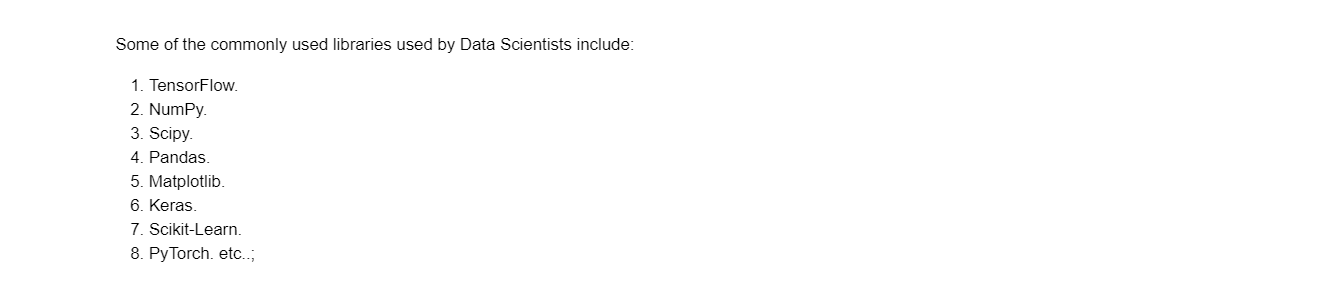 Some of the commonly used libraries used by Data Scientists include:
1. TensorFlow.
2. NumPy.
3. Scipy.
4. Pandas.
5. Matplotlib.
6. Keras.
7. Scikit-Learn.
8. PyTorch. etc..;